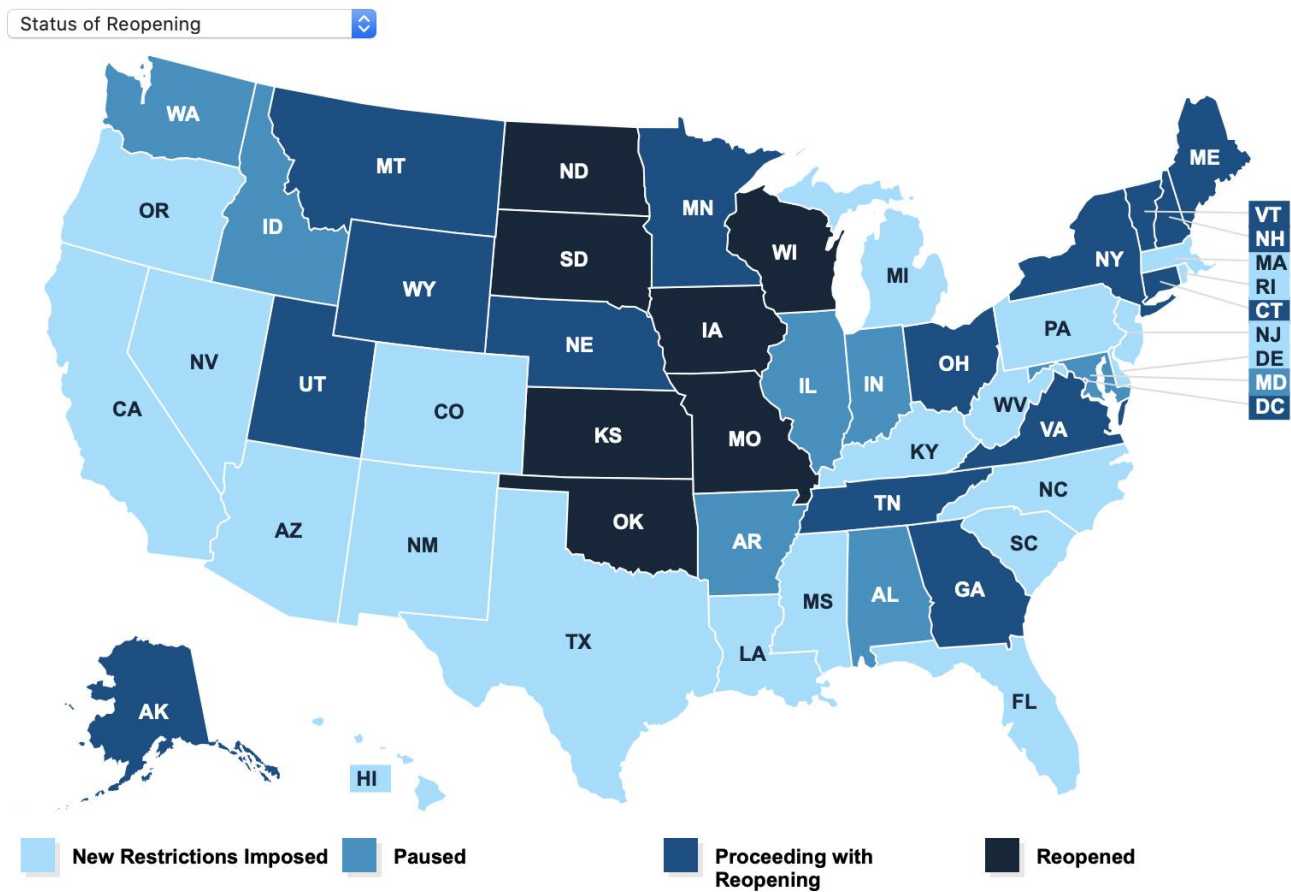 Status of Reopening
WA
MT
ND
MN
ME
OR
ID
SD
WI
VT
NH
MI
NY
MA
WY
RI
CT
IA
PA
NJ
NE
NV
UT
OH
DE
IL
IN
MD
CA
CO
WV
DC
KS
MO
VA
KY
NC
TN
AZ
NM
OK
AR
SC
MS
AL
GA
TX
LA
FL
AK
HI
New Restrictions Imposed
Paused
Proceeding with
Reopening
Reopened